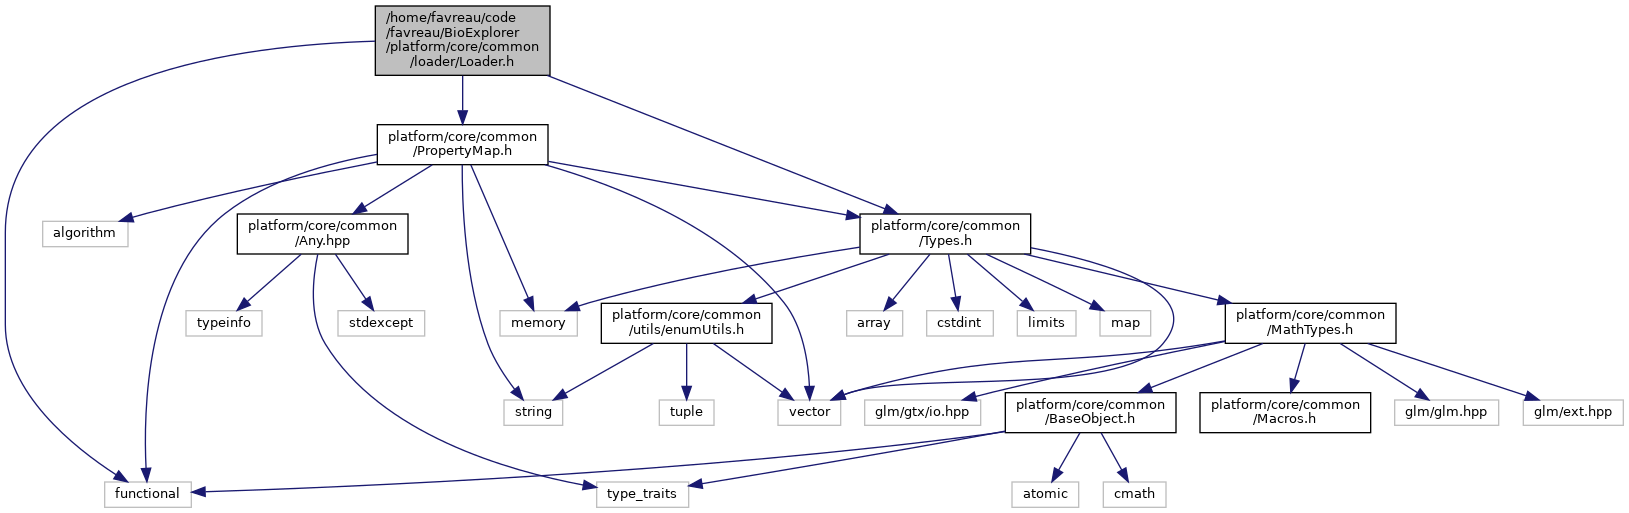 /home/favreau/code
/favreau/BioExplorer
/platform/core/common
/loader/Loader.h
platform/core/common
/PropertyMap.h
algorithm
platform/core/common
/Any.hpp
platform/core/common
/Types.h
typeinfo
stdexcept
memory
platform/core/common
/utils/enumUtils.h
array
cstdint
limits
map
platform/core/common
/MathTypes.h
string
tuple
vector
glm/gtx/io.hpp
platform/core/common
/BaseObject.h
platform/core/common
/Macros.h
glm/glm.hpp
glm/ext.hpp
functional
type_traits
atomic
cmath